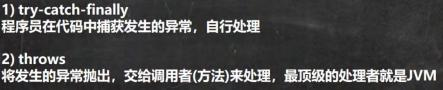 1) try-catch-finally
程序员在代码中捕获发生的异常，自行处理
2) throws
将发生的异常抛出，交给调用者(方法)来处理，最顶级的处理者就是JVM